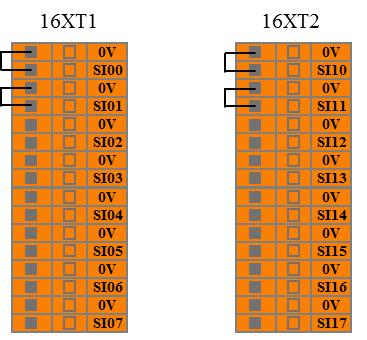 16XT1
0V
SI00
0V
SI01
0V
SI02
0V
SI03
0V
SI04
0V
SI05
0V
SI06
0V
SI07
16XT2
0V
SI10
0V
SI11
0V
SI12
0V
SI13
0V
SI14
0V
SI15
0V
SI16
0V
SI17